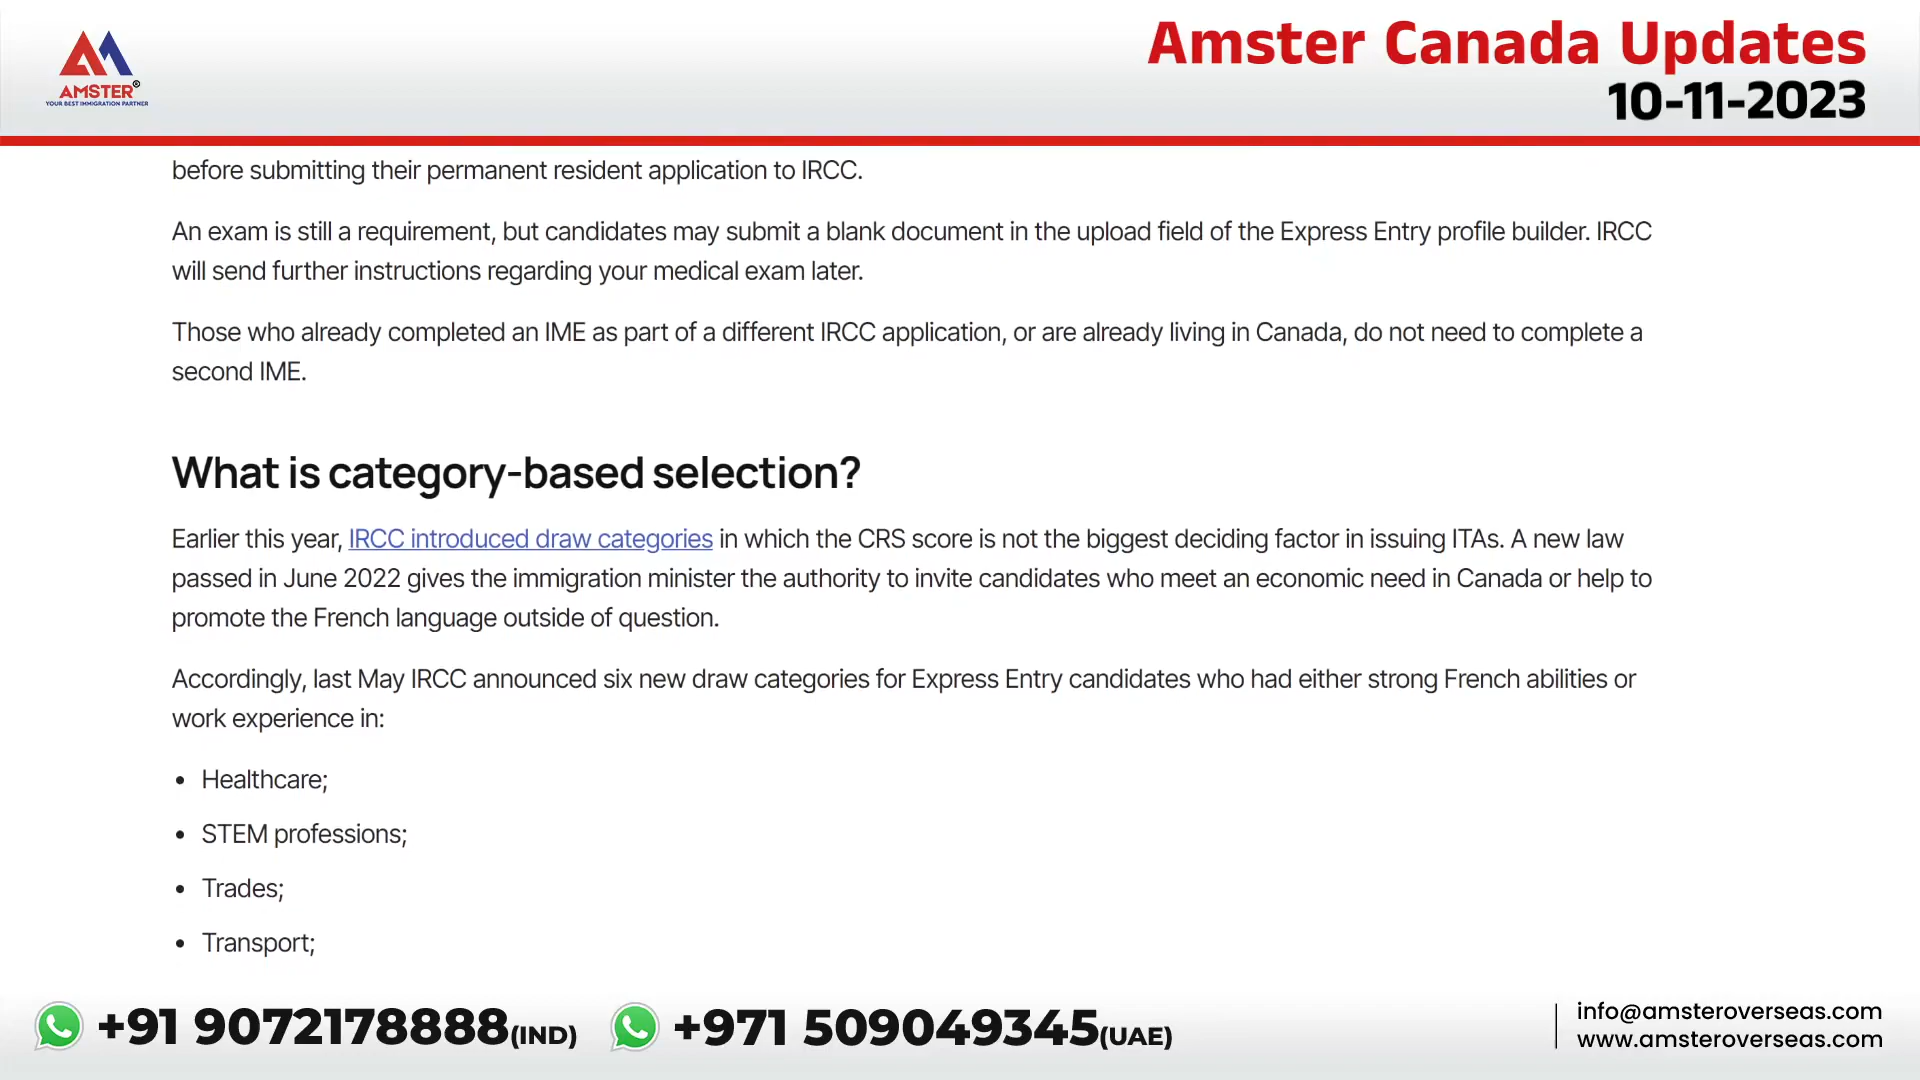 AMSTER®
YOUR BEST IMMIGRATION PARTNER
Amster Canada Updates
10-11-2023
before submitting their permanent resident application to IRCC.
An exam is still a requirement, but candidates may submit a blank document in the upload field of the Express Entry profile builder. IRCC
will send further instructions regarding your medical exam later.
Those who already completed an IME as part of a different IRCC application, or are already living in Canada, do not need to complete a
second IME.
What is category-based selection?
Earlier this year, IRCC introduced draw categories in which the CRS score is not the biggest deciding factor in issuing ITAs. A new law
passed in June 2022 gives the immigration minister the authority to invite candidates who meet an economic need in Canada or help to
promote the French language outside of question.
Accordingly, last May IRCC announced six new draw categories for Express Entry candidates who had either strong French abilities or
work experience in:
• Healthcare;
• STEM professions;
• Trades;
• Transport;
+91 9072178888(IND) +971 509049345(UAE)
info@amsteroverseas.com
www.amsteroverseas.com